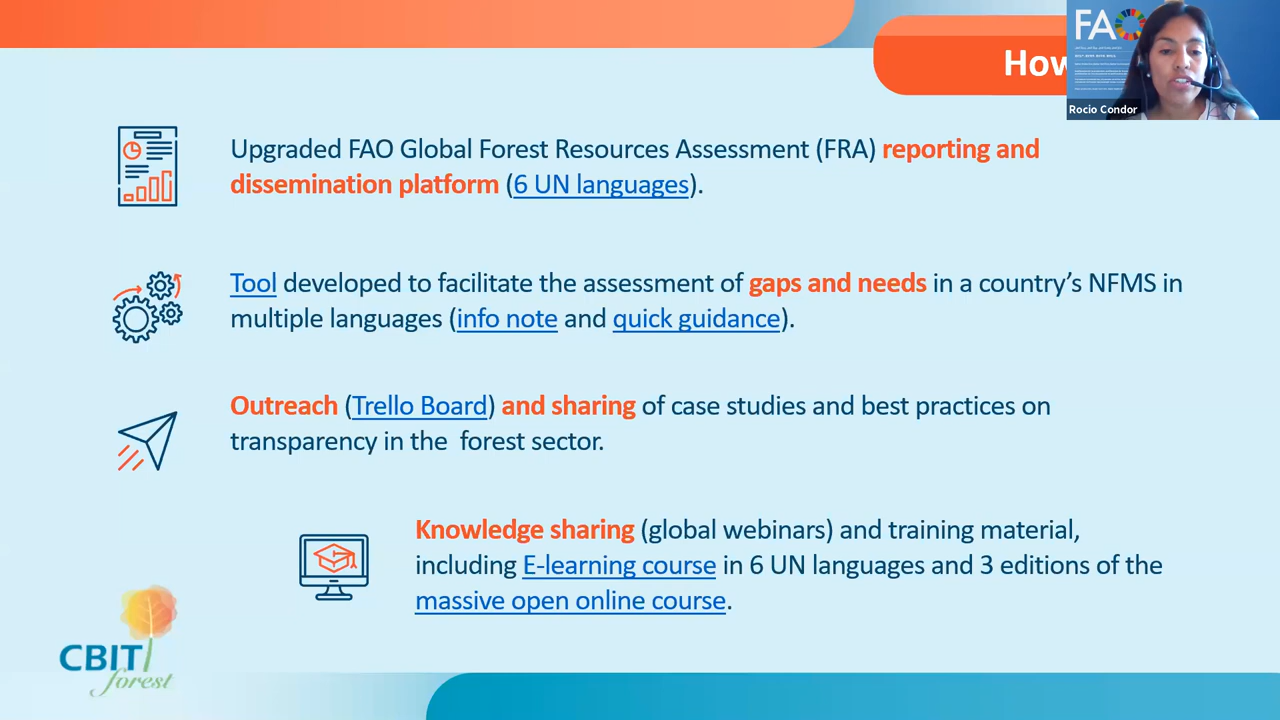 How
FAO
Rocio Condor
Upgraded FAO Global Forest Resources Assessment (FRA) reporting and
dissemination platform (6 UN languages).
Tool developed to facilitate the assessment of gaps and needs in a country’s NFMS in
multiple languages (info note and quick guidance).
Outreach (Trello Board) and sharing of case studies and best practices on
transparency in the forest sector.
Knowledge sharing (global webinars) and training material,
including E-learning course in 6 UN languages and 3 editions of the
massive open online course.
CBIT
forest